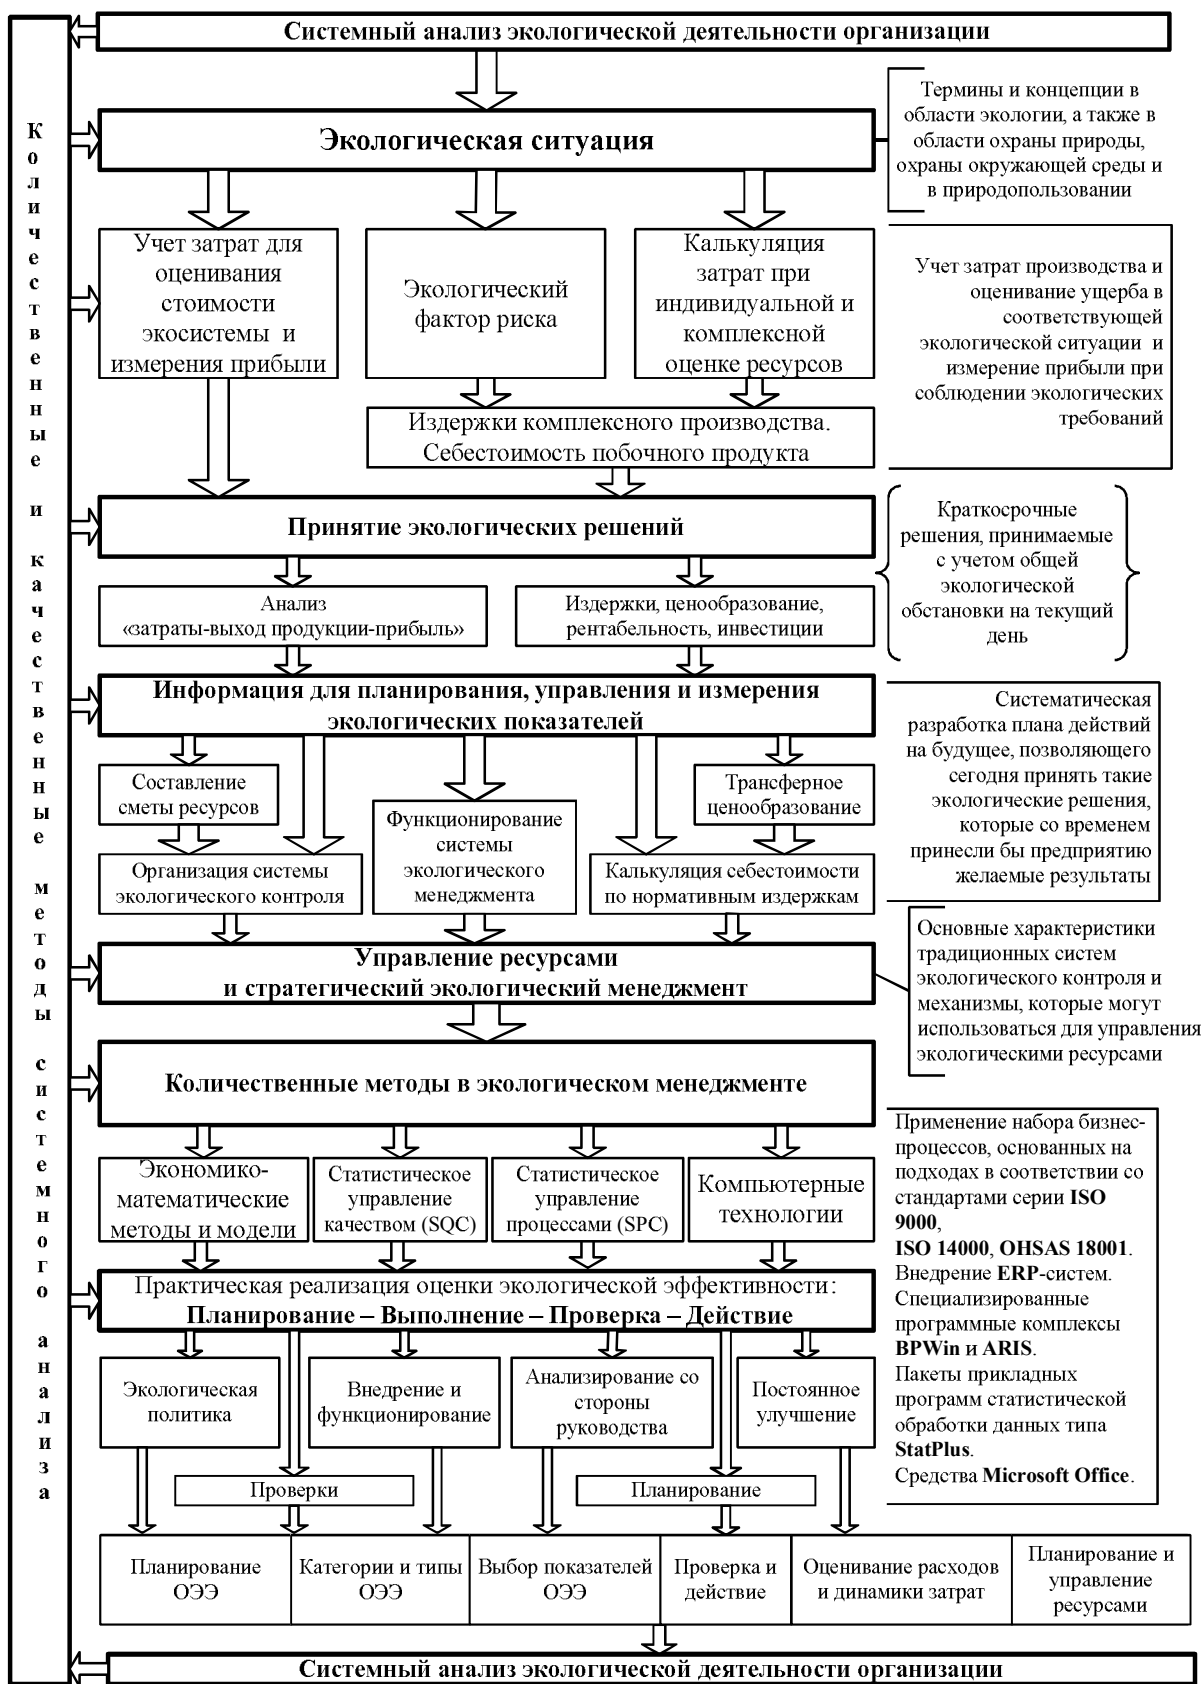 Системный анализ экологической деятельности организации
Количественные и качественные методы системного анализа
Экологическая ситуация
Термины и концепции в
области экологии, а также в
области охраны природы,
охраны окружающей среды и
в природопользовании
Учет затрат для
оценивания
стоимости
экосистемы и
измерения прибыли
Экологический
фактор риска
Калькуляция
затрат при
индивидуальной и
комплексной
оценке ресурсов
Учет затрат производства и
оценивание ущерба в
соответствующей
экологической ситуации и
измерение прибыли при
соблюдении экологических
требований
Издержки комплексного производства.
Себестоимость побочного продукта
Принятие экологических решений
Краткосрочные
решения, принимаемые
с учетом общей
экологической
обстановки на текущий
день
Анализ
«затраты-выход продукции-прибыль»
Издержки, ценообразование,
рентабельность, инвестиции
Информация для планирования, управления и измерения
экологических показателей
Систематическая
разработка плана действий
на будущее, позволяющего
сегодня принять такие
экологические решения,
которые со временем
принесли бы предприятию
желаемые результаты
Составление
сметы ресурсов
Функционирование
системы
экологического
менеджмента
Трансферное
ценообразование
Организация системы
экологического контроля
Калькуляция себестоимости
по нормативным издержкам
Управление ресурсами
и стратегический экологический менеджмент
Основные характеристики
традиционных систем
экологического контроля и
механизмы, которые могут
использоваться для управления
экологическими ресурсами
Количественные методы в экологическом менеджменте
Экономико-
математические
методы и модели
Статистическое
управление
качеством (SQC)
Статистическое
управление
процессами (SPC)
Компьютерные
технологии
Применение набора бизнес-
процессов, основанных на
подходах в соответствии со
стандартами серии ISO
9000,
ISO 14000, OHSAS 18001.
Внедрение ERP-систем.
Специализированные
программные комплексы
BPWin и ARIS.
Пакеты прикладных
программ статистической
обработки данных типа
StatPlus.
Средства Microsoft Office.
Практическая реализация оценки экологической эффективности:
Планирование – Выполнение – Проверка – Действие
Экологическая
политика
Внедрение и
функционирование
Анализирование со
стороны
руководства
Постоянное
улучшение
Проверки
Планирование
Планирование
ОЭЭ
Категории и типы
ОЭЭ
Выбор показателей
ОЭЭ
Проверка и
действие
Оценивание расходов
и динамики затрат
Планирование и
управление
ресурсами
Системный анализ экологической деятельности организации